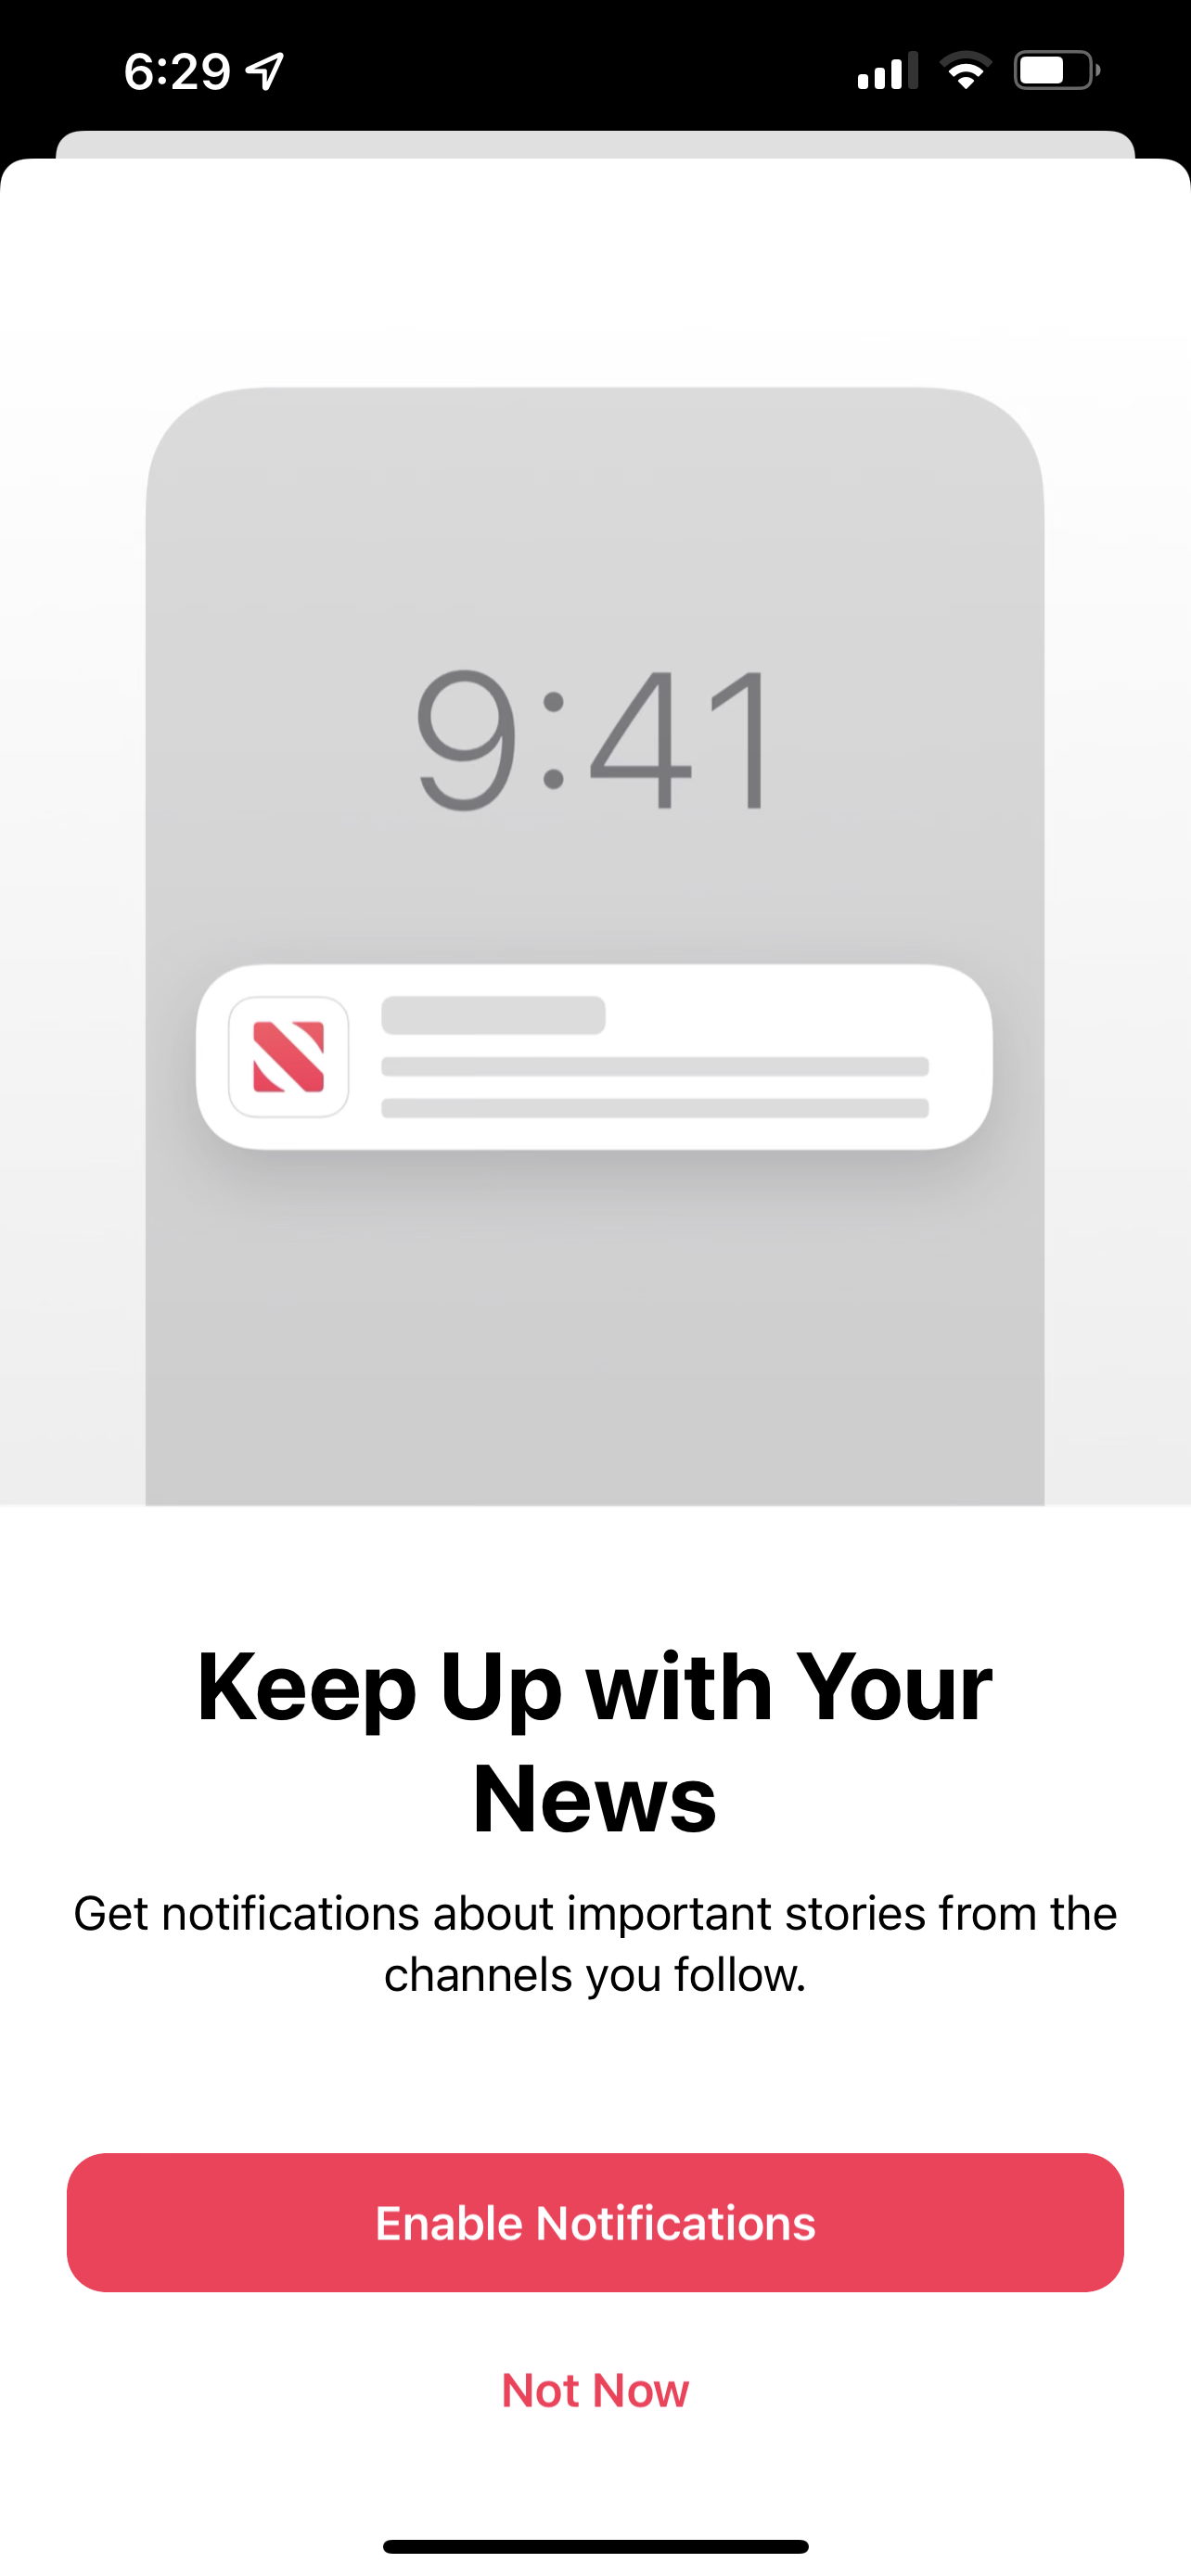 6:29
9:41
Keep Up with Your
News
Get notifications about important stories from the
channels you follow.
Enable Notifications
Not Now